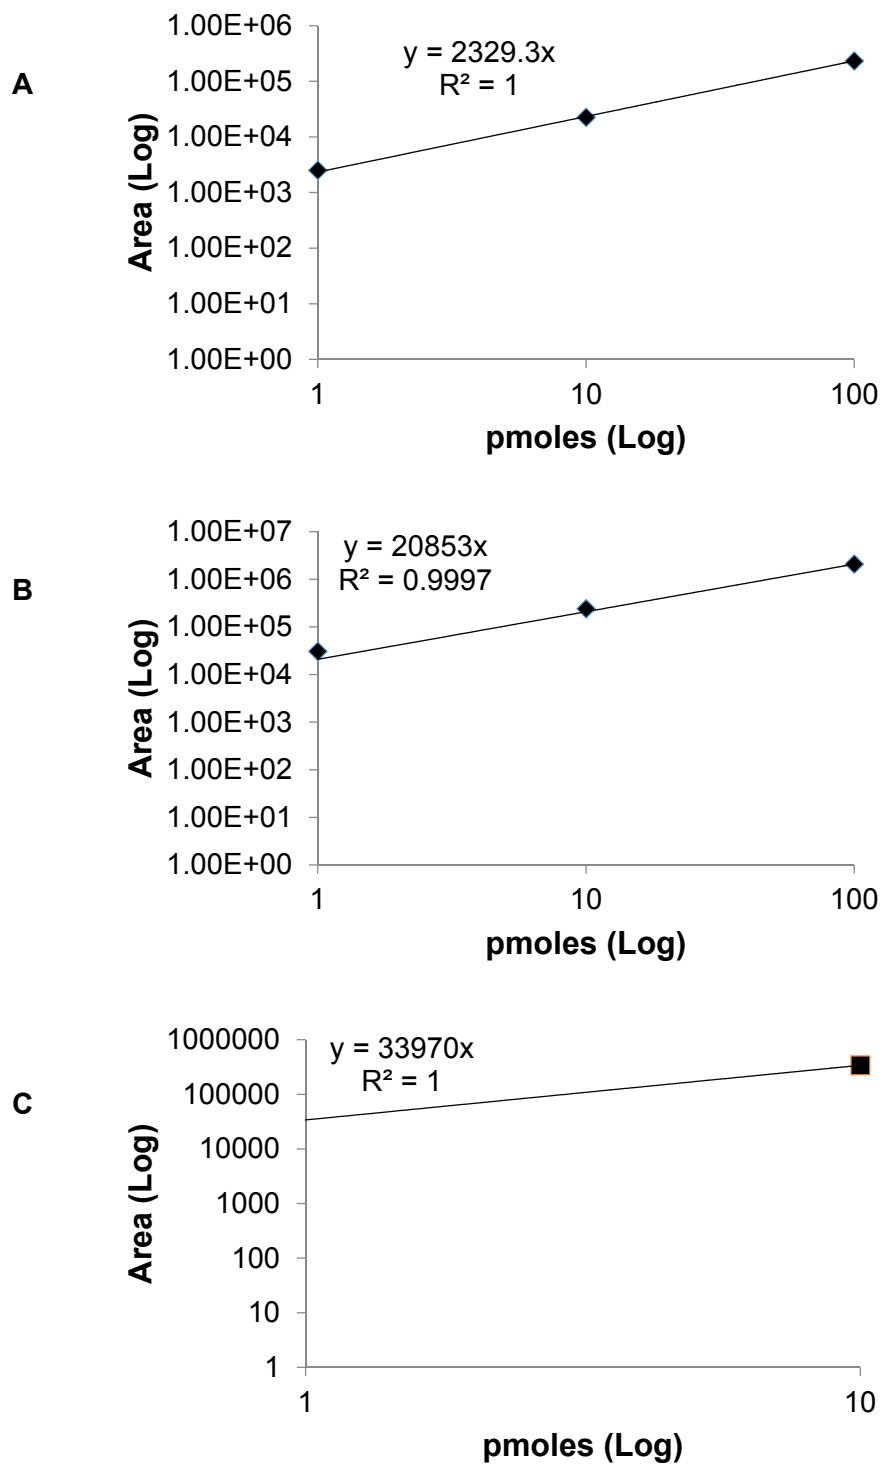 A
Area (Log)
1.00E+06
1.00E+05
1.00E+04
1.00E+03
1.00E+02
1.00E+01
1.00E+00
y = 2329.3x
R² = 1
1 10 100
pmoles (Log)
B
Area (Log)
1.00E+07
1.00E+06
1.00E+05
1.00E+04
1.00E+03
1.00E+02
1.00E+01
1.00E+00
y = 20853x
R² = 0.9997
1 10 100
pmoles (Log)
C
Area (Log)
1000000
100000
10000
1000
100
10
1
y = 33970x
R² = 1
1 10
pmoles (Log)